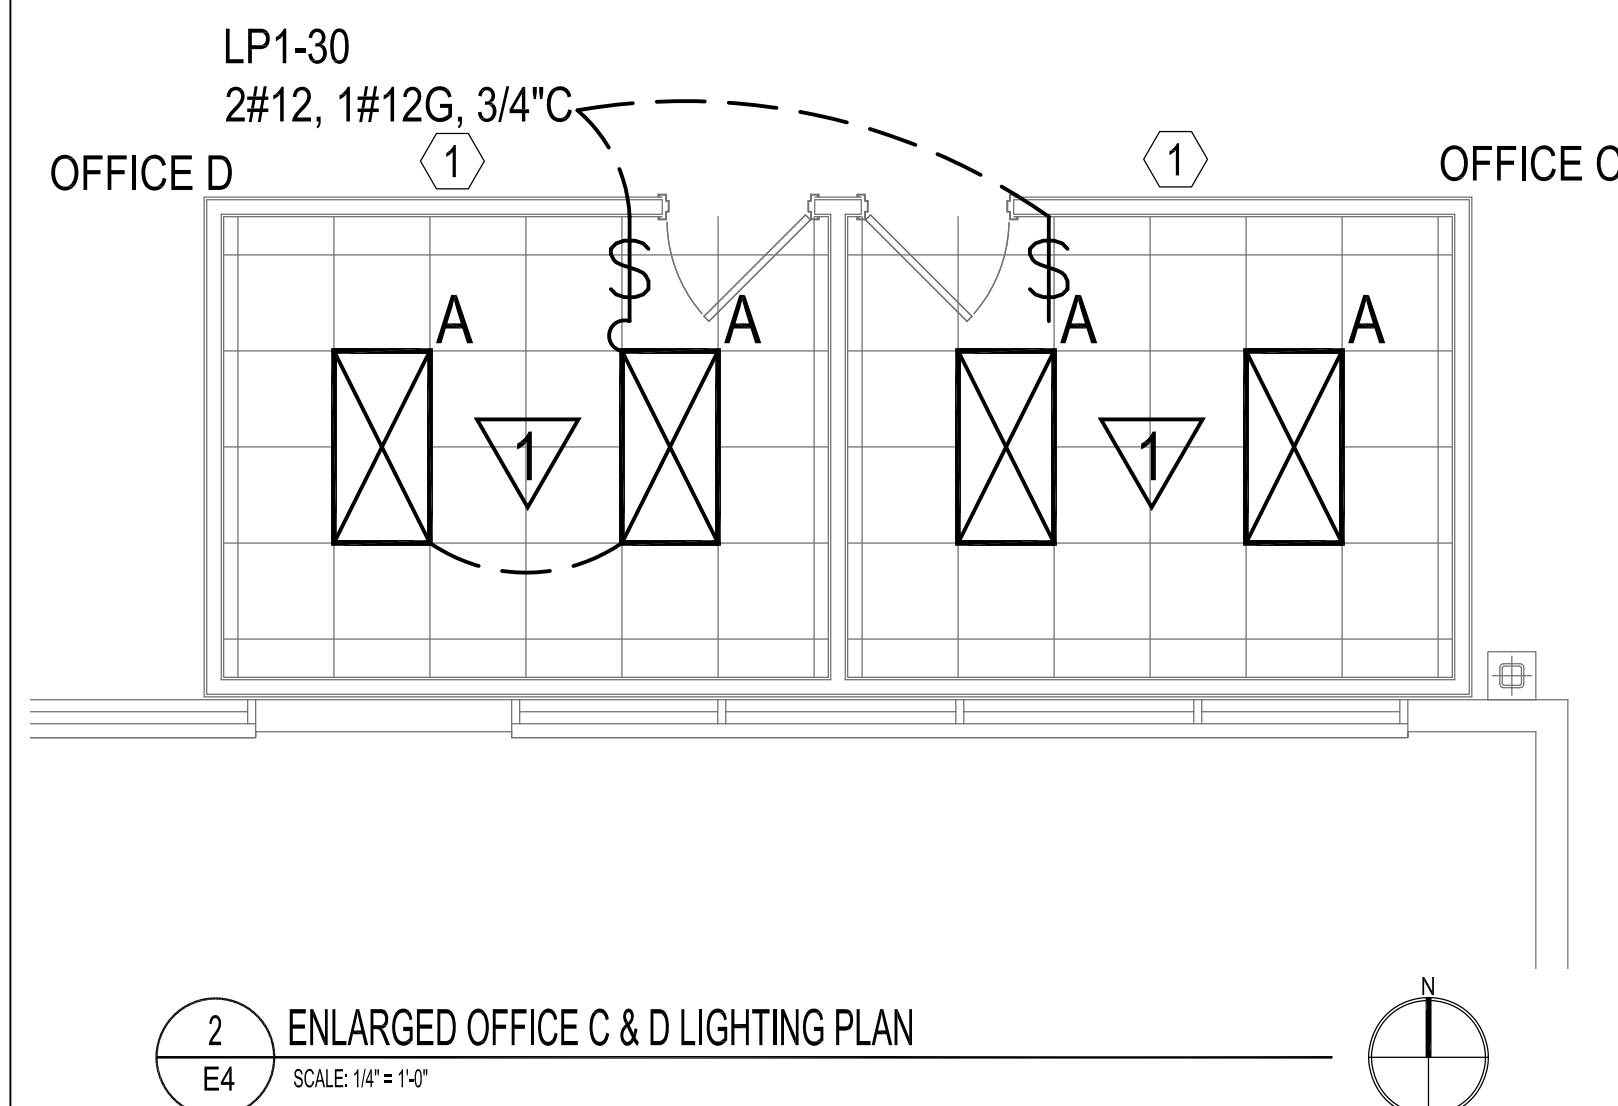 LP1-30
2#12, 1#12G, 3/4"C
OFFICE D
1
1
OFFICE C
$
$
A
A
A
A
1
1
N
2
E4
ENLARGED OFFICE C & D LIGHTING PLAN
SCALE: 1/4" = 1'-0"